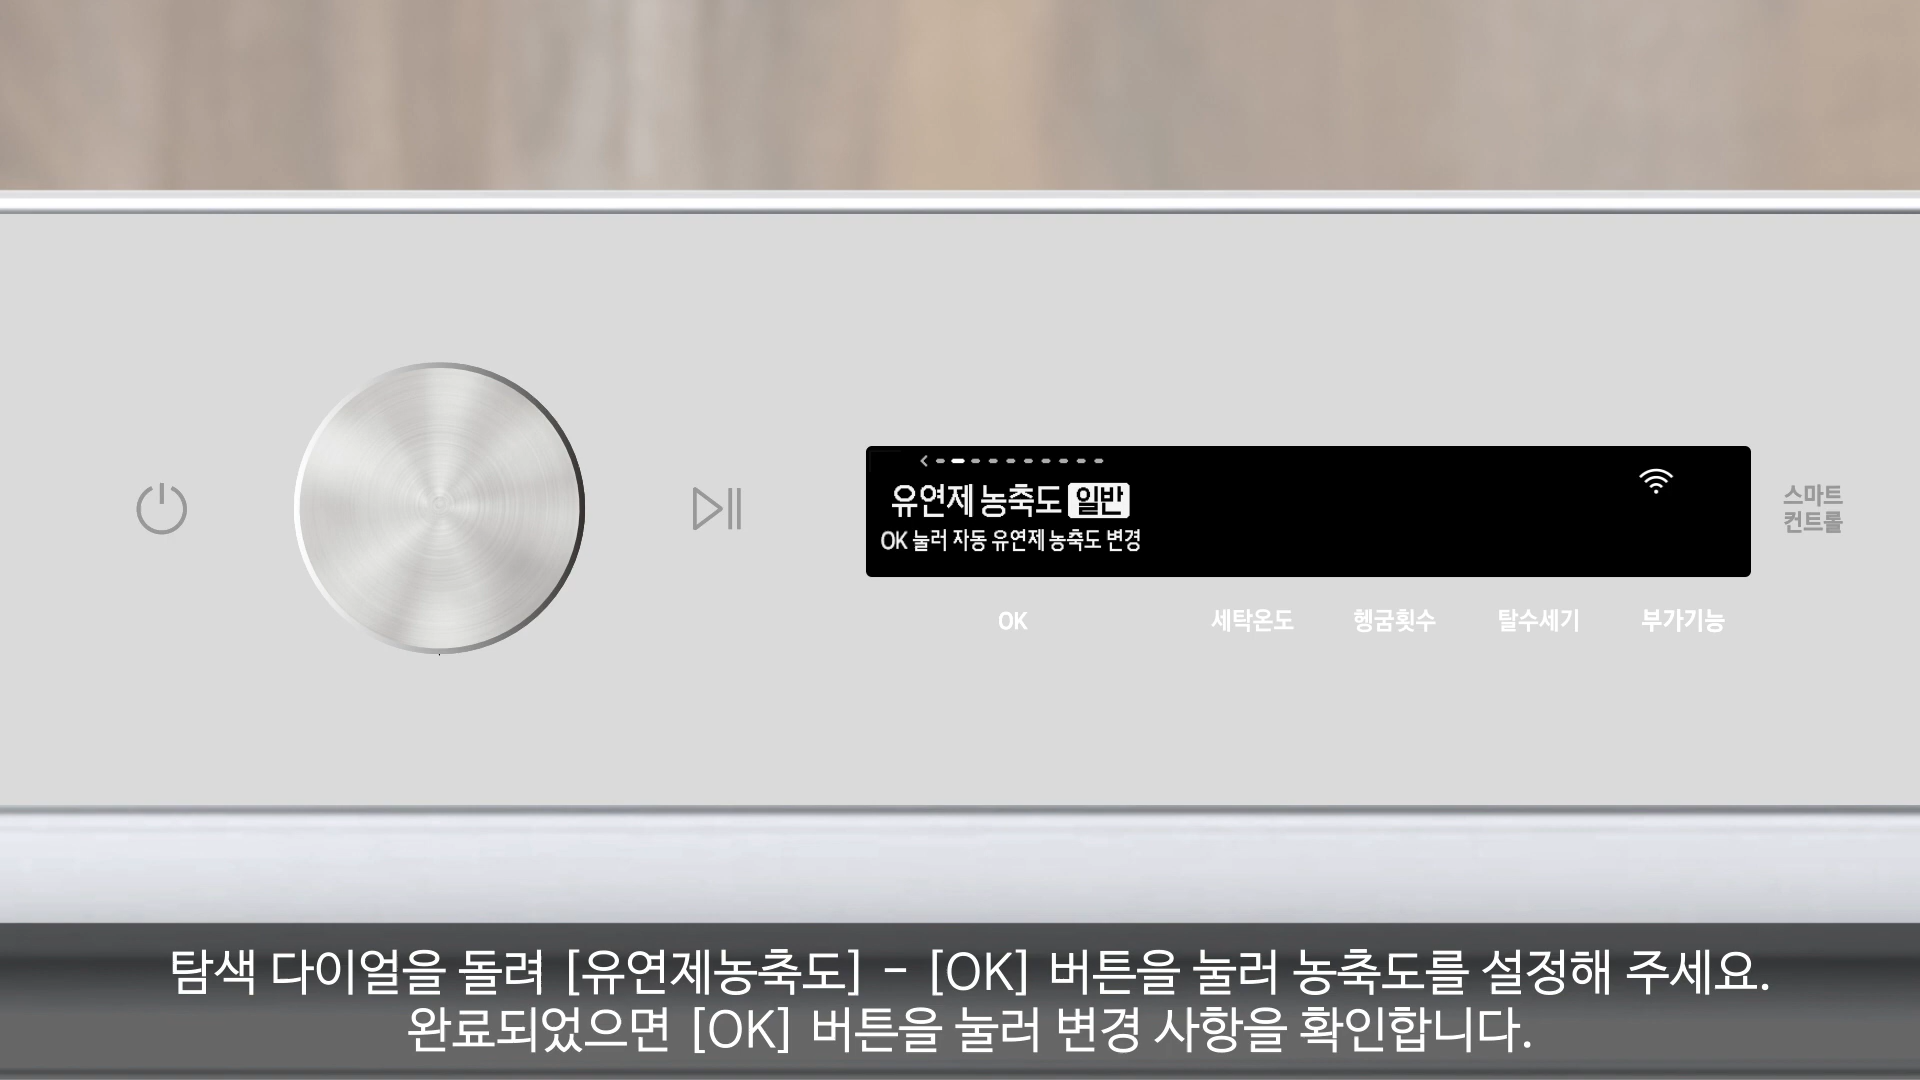 유연제 농축도 일반
OK 눌러 자동 유연제 농축도 변경
스마트
컨트롤
OK 세탁온도 헹굼횟수 탈수세기 부가기능
탐색 다이얼을 돌려 [유연제농축도] - [OK] 버튼을 눌러 농축도를 설정해 주세요.
완료되었으면 [OK] 버튼을 눌러 변경 사항을 확인합니다.